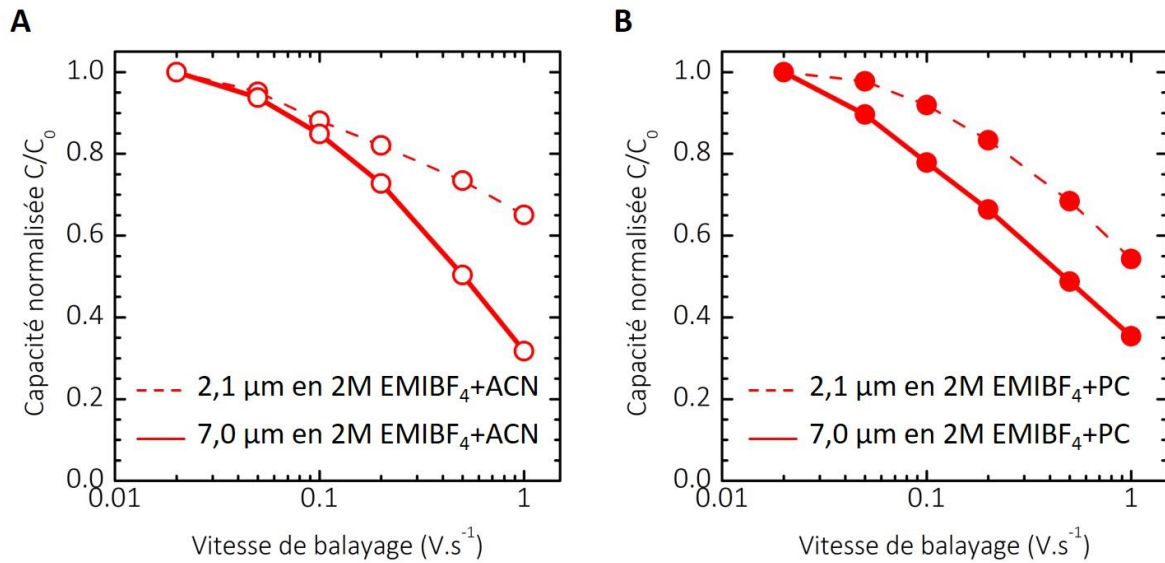 A
Capacité normalisée C/C₀
1.0
0.8
0.6
0.4
0.2
0.0
2,1 µm en 2M EMIBF₄+ACN
7,0 µm en 2M EMIBF₄+ACN
0.01
0.1
1
Vitesse de balayage (V.s⁻¹)
B
Capacité normalisée C/C₀
1.0
0.8
0.6
0.4
0.2
0.0
2,1 µm en 2M EMIBF₄+PC
7,0 µm en 2M EMIBF₄+PC
0.01
0.1
1
Vitesse de balayage (V.s⁻¹)